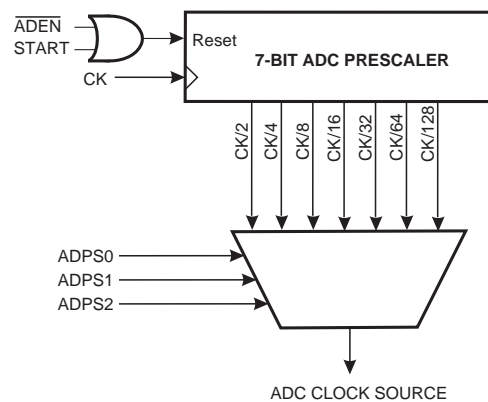 ADEN
START
Reset
7-BIT ADC PRESCALER
CK
CK/2
CK/4
CK/8
CK/16
CK/32
CK/64
CK/128
ADPS0
ADPS1
ADPS2
ADC CLOCK SOURCE